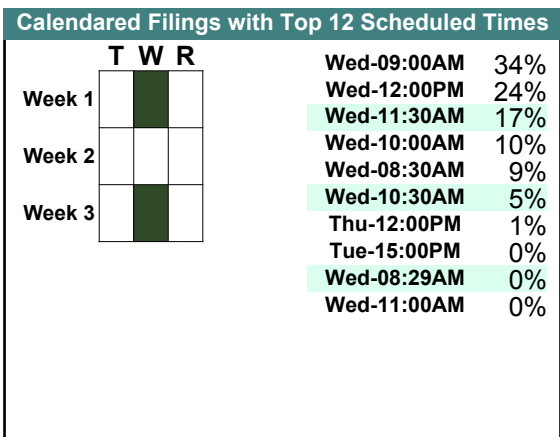 Calendared Filings with Top 12 Scheduled Times
T W R
Week 1
Week 2
Week 3
Wed-09:00AM 34%
Wed-12:00PM 24%
Wed-11:30AM 17%
Wed-10:00AM 10%
Wed-08:30AM 9%
Wed-10:30AM 5%
Thu-12:00PM 1%
Tue-15:00PM 0%
Wed-08:29AM 0%
Wed-11:00AM 0%